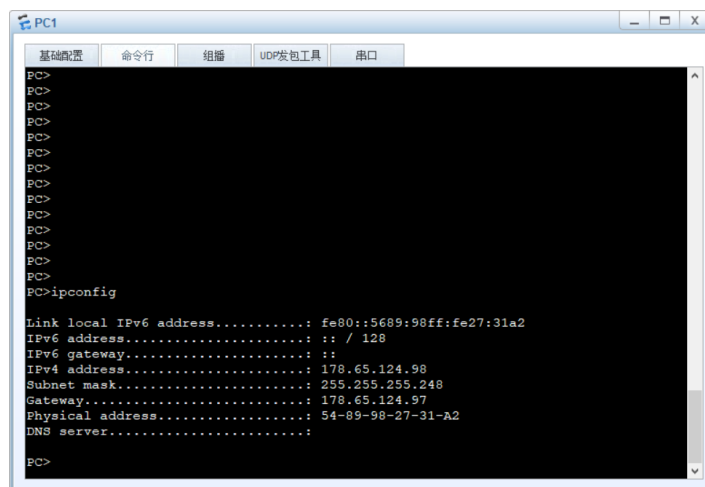 PC1
基础配置 命令行 组播 UDP发包工具 串口
PC>
PC>
PC>
PC>
PC>
PC>
PC>
PC>
PC>
PC>
PC>
PC>
PC>
PC>
PC>ipconfig
Link local IPv6 address...........: fe80::5689:98ff:fe27:31a2
IPv6 address......................: :: / 128
IPv6 gateway......................: ::
IPv4 address......................: 178.65.124.98
Subnet mask.......................: 255.255.255.248
Gateway...........................: 178.65.124.97
Physical address..................: 54-89-98-27-31-A2
DNS server........................:
PC>